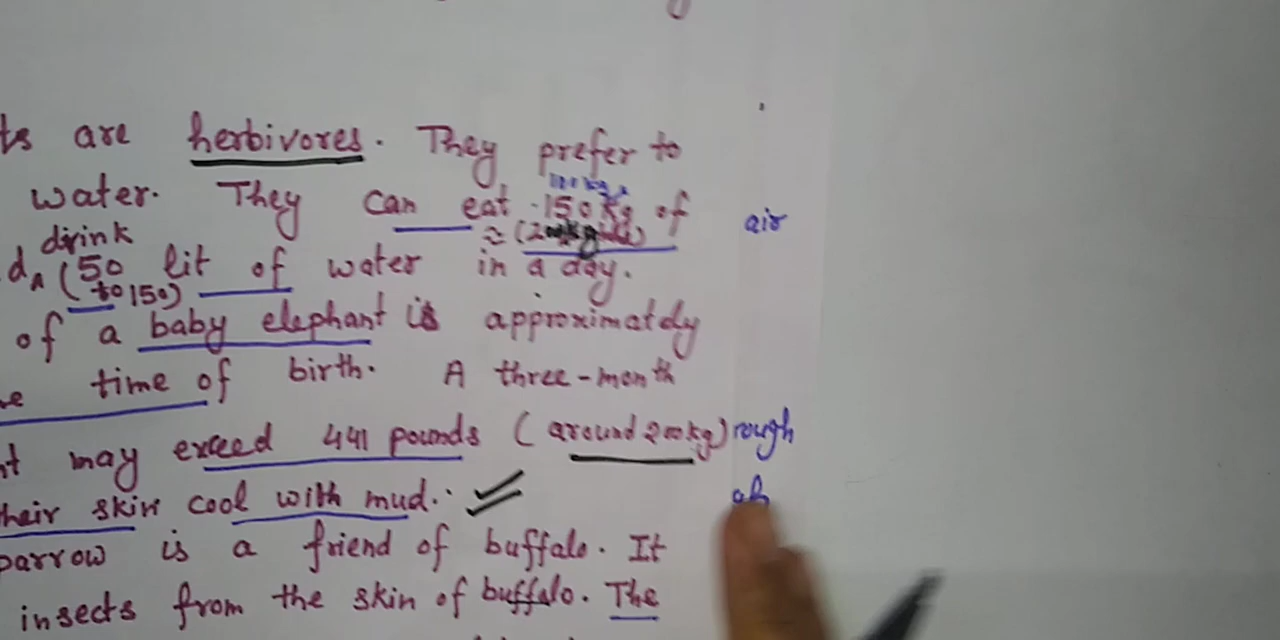 ts are herbivores. They prefer to
water. They can eat 150 kg of
air
drink
d (50 lit of water in a day.
to 150)
of a baby elephant is approximately
e time of birth. A three-month
nt may exceed 441 pounds (around 200kg)
rough
heir skin cool with mud.
parrow is a friend of buffalo. It
insects from the skin of buffalo. The